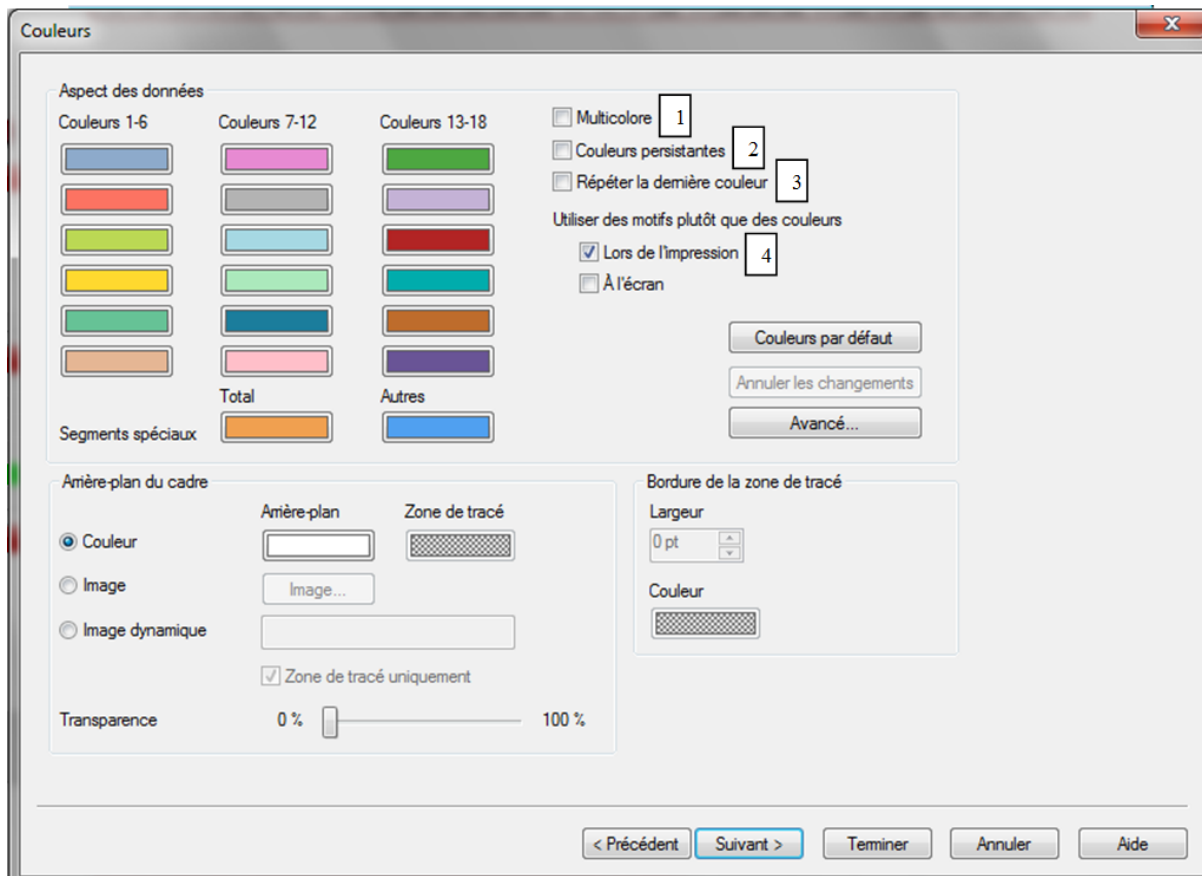 Couleurs
Aspect des données
Couleurs 1-6
Couleurs 7-12
Couleurs 13-18
Total
Autres
Segments spéciaux
Multicolore 1
Couleurs persistantes 2
Répéter la dernière couleur 3
Utiliser des motifs plutôt que des couleurs
Lors de l'impression 4
À l'écran
Couleurs par défaut
Annuler les changements
Avancé...
Arrière-plan du cadre
Arrière-plan
Zone de tracé
Couleur
Image
Image...
Image dynamique
Zone de tracé uniquement
Transparence
0 %
100 %
Bordure de la zone de tracé
Largeur
0 pt
Couleur
< Précédent
Suivant >
Terminer
Annuler
Aide